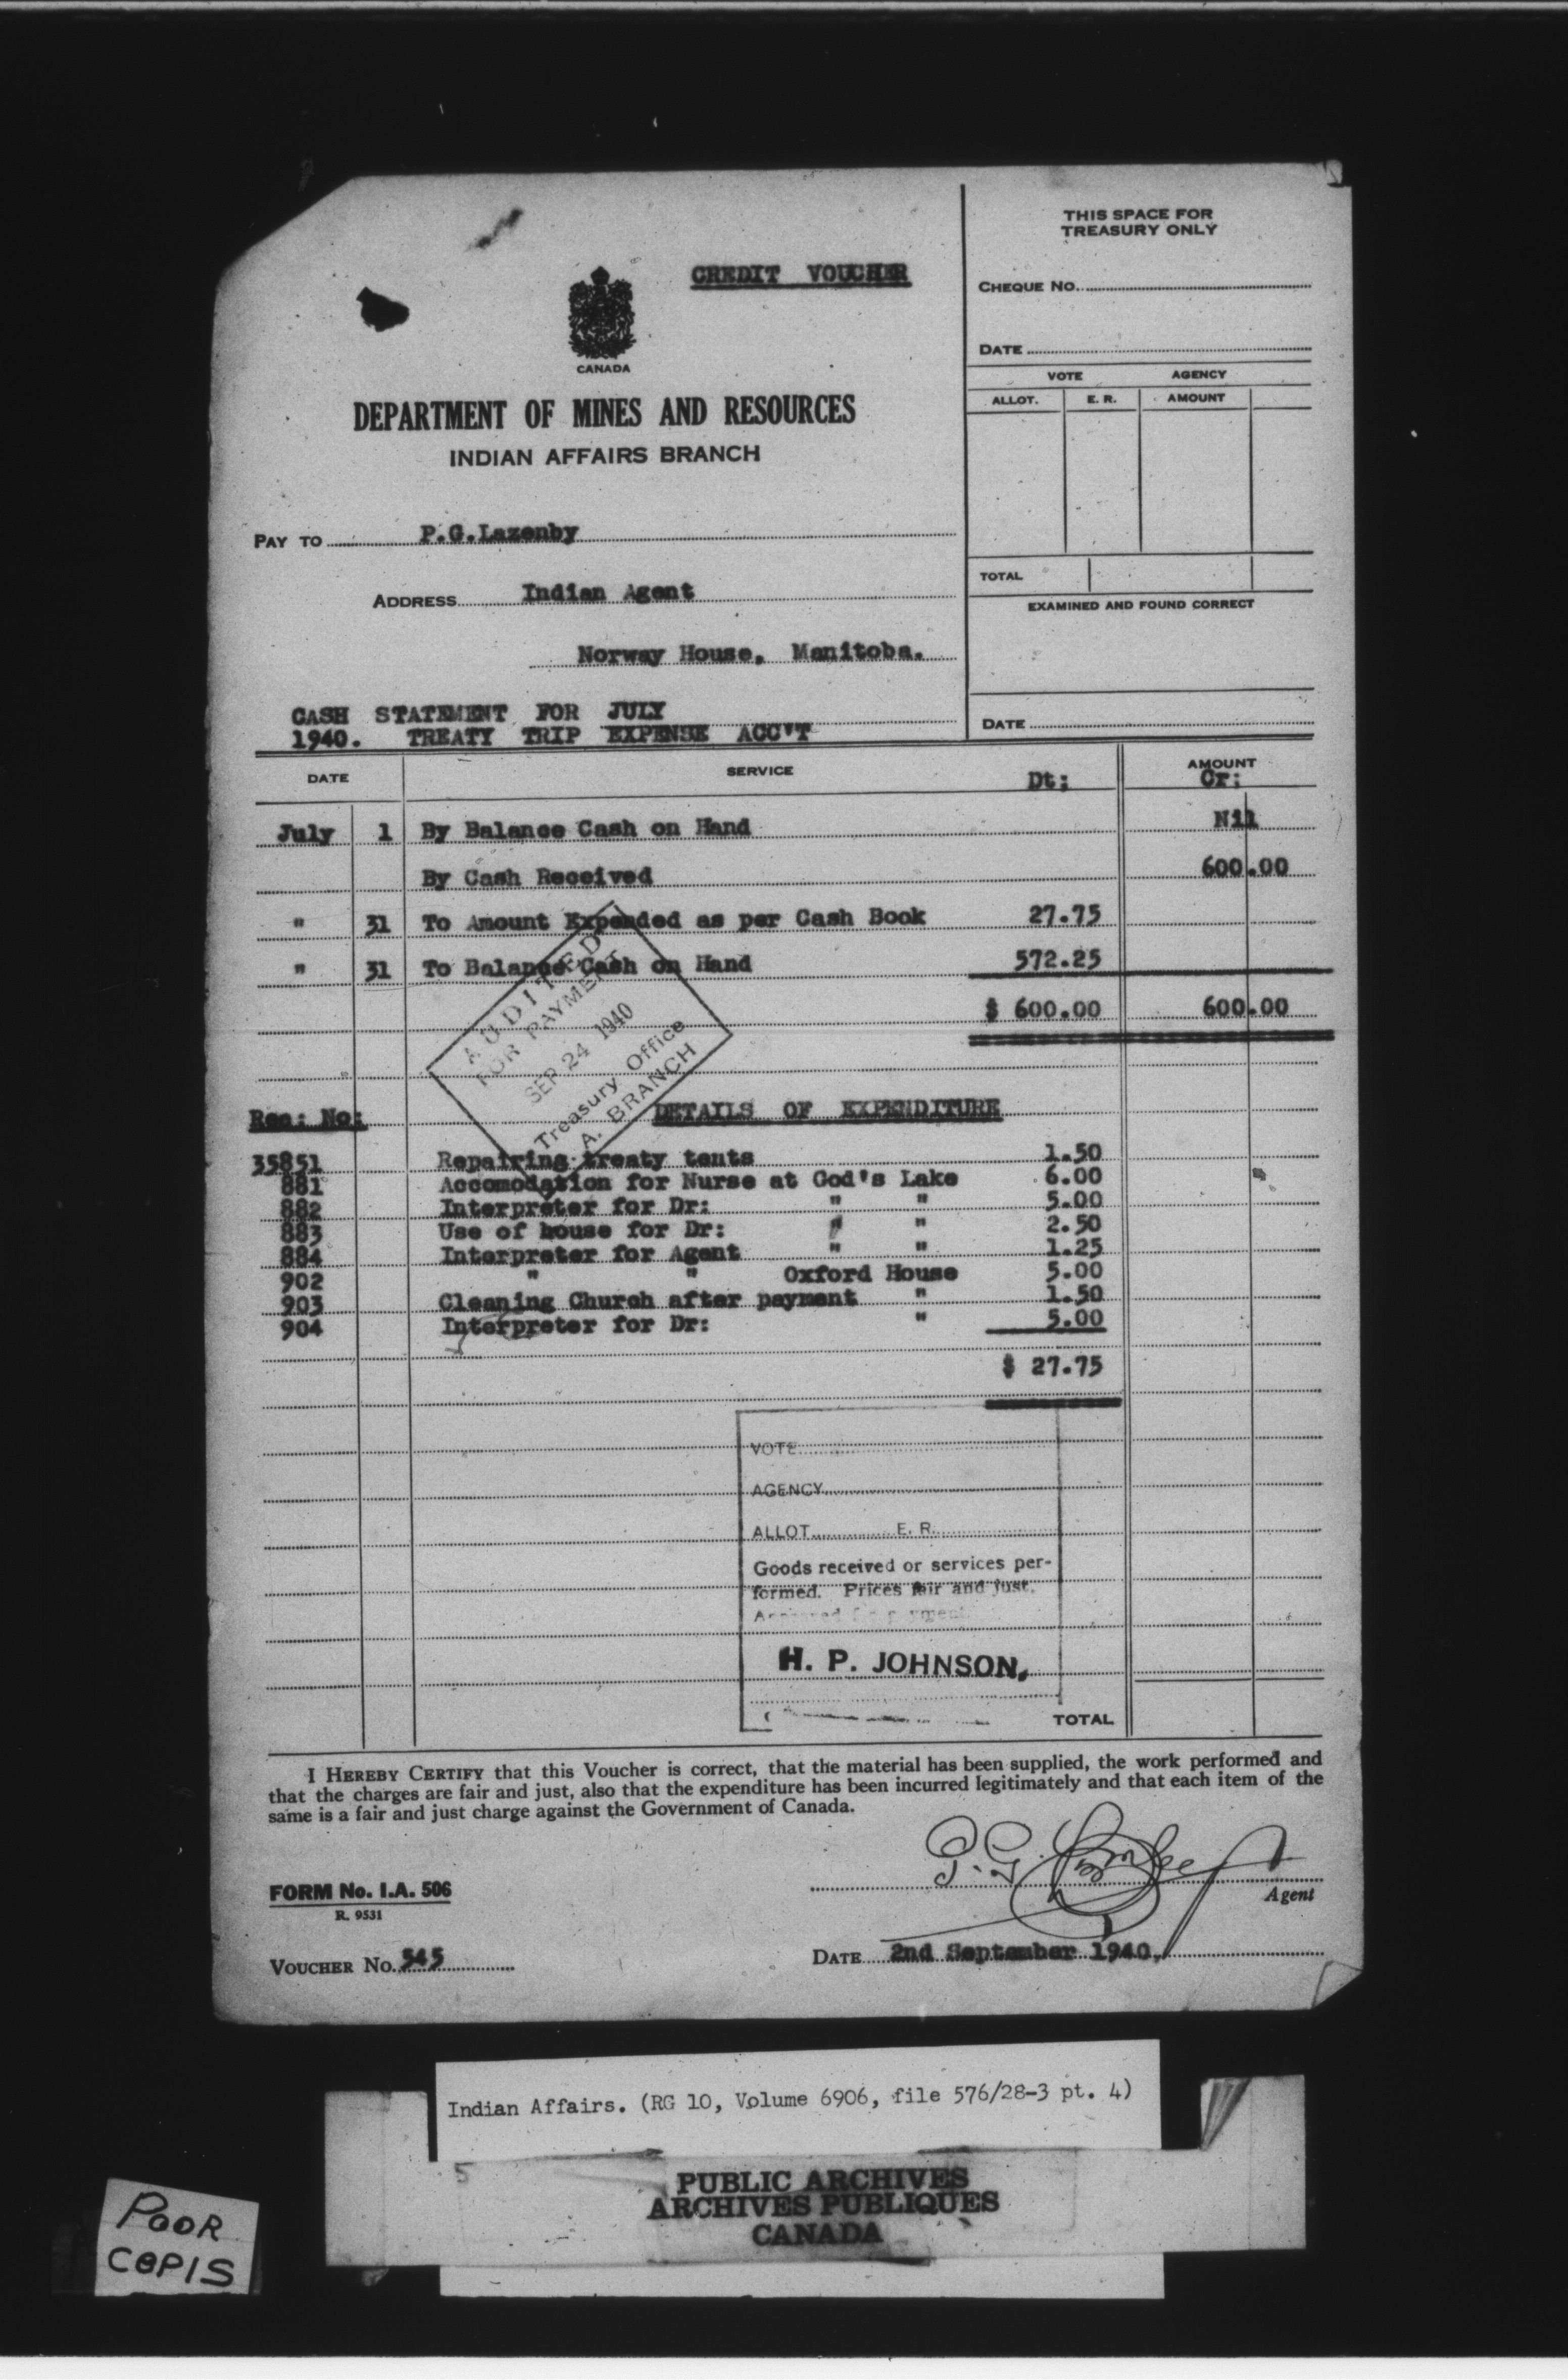 CREDIT VOUCHER
CANADA
DEPARTMENT OF MINES AND RESOURCES
INDIAN AFFAIRS BRANCH
PAY TO P.G.Lazenby
ADDRESS Indian Agent
Norway House, Manitoba.
CASH STATEMENT FOR JULY
1940. TREATY TRIP EXPENSE ACC'T
THIS SPACE FOR
TREASURY ONLY
CHEQUE NO.
DATE
VOTE AGENCY
ALLOT. E. R. AMOUNT
TOTAL
EXAMINED AND FOUND CORRECT
DATE
DATE SERVICE Dt; AMOUNT Cr;
July 1 By Balance Cash on Hand Nil
By Cash Received 600.00
" 31 To Amount Expended as per Cash Book 27.75
" 31 To Balance Cash on Hand 572.25
$ 600.00 600.00
AUDITED
FOR PAYMENT
SEP 24 1940
Treasury Office
A. BRANCH
Req: No: DETAILS OF EXPENDITURE
35851 Repairing treaty tents 1.50
881 Accomodation for Nurse at God's Lake 6.00
882 Interpreter for Dr: " " 5.00
883 Use of house for Dr: " " 2.50
884 Interpreter for Agent " " 1.25
902 " " Oxford House 5.00
903 Cleaning Church after payment " 1.50
904 Interpreter for Dr: " 5.00
$ 27.75
VOTE
AGENCY
ALLOT. E. R.
Goods received or services per-
formed. Prices fair and just.
Approved for payment.
H. P. JOHNSON,
TOTAL
I HEREBY CERTIFY that this Voucher is correct, that the material has been supplied, the work performed and
that the charges are fair and just, also that the expenditure has been incurred legitimately and that each item of the
same is a fair and just charge against the Government of Canada.
P.G. Lazenby
Agent
FORM No. I.A. 506
R. 9531
VOUCHER NO. 545
DATE 2nd September 1940.
Indian Affairs. (RG 10, Volume 6906, file 576/28-3 pt. 4)
5
PUBLIC ARCHIVES
ARCHIVES PUBLIQUES
CANADA
POOR
COPIS